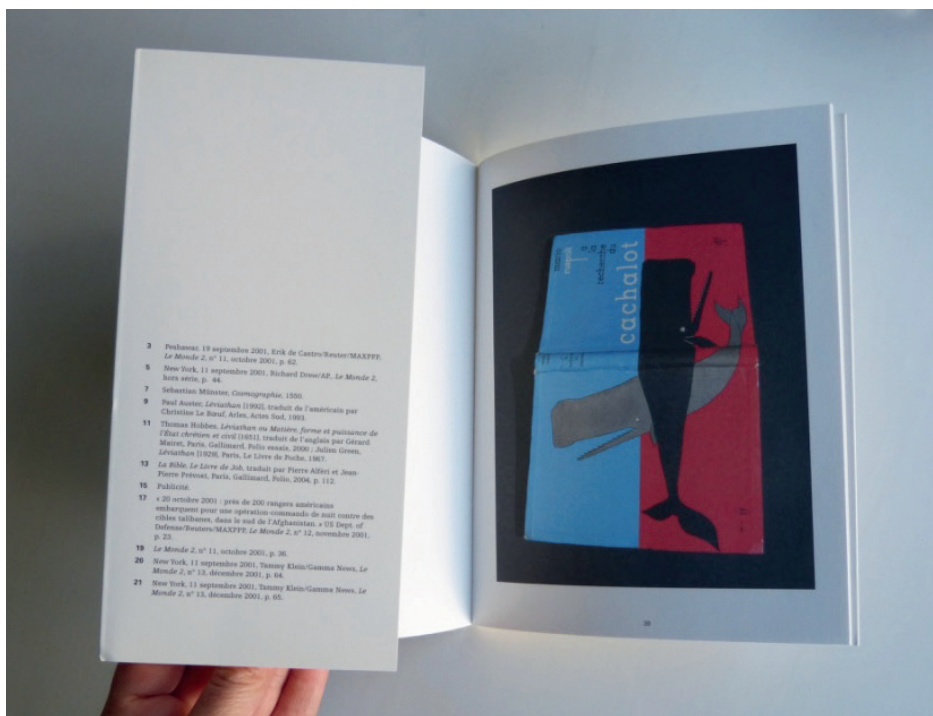 3 Peshawar, 19 septembre 2001, Erik de Castro/Reuter/MAXPPP,
Le Monde 2, n° 11, octobre 2001, p. 62.
5 New York, 11 septembre 2001, Richard Drew/AP, Le Monde 2,
hors série, p. 44.
7 Sebastian Münster, Cosmographie, 1550.
9 Paul Auster, Léviathan [1992], traduit de l'américain par
Christine Le Bœuf, Arles, Actes Sud, 1993.
11 Thomas Hobbes, Léviathan ou Matière, forme et puissance de
l'État chrétien et civil [1651], traduit de l'anglais par Gérard
Mairet, Paris, Gallimard, Folio essais, 2000 ; Julien Green,
Léviathan [1929], Paris, Le Livre de Poche, 1967.
13 La Bible, Le Livre de Job, traduit par Pierre Alféri et Jean-
Pierre Prévost, Paris, Gallimard, Folio, 2004, p. 112.
15 Publicité.
17 « 20 octobre 2001 : près de 200 rangers américains
embarquent pour une opération commando de nuit contre des
cibles talibanes, dans le sud de l'Afghanistan. » US Dept. of
Defense/Reuters/MAXPPP, Le Monde 2, n° 12, novembre 2001,
p. 23.
19 Le Monde 2, n° 11, octobre 2001, p. 36.
20 New York, 11 septembre 2001, Tammy Klein/Gamma News, Le
Monde 2, n° 13, décembre 2001, p. 64.
21 New York, 11 septembre 2001, Tammy Klein/Gamma News, Le
Monde 2, n° 13, décembre 2001, p. 65.
à
la
recherche
du
cachalot